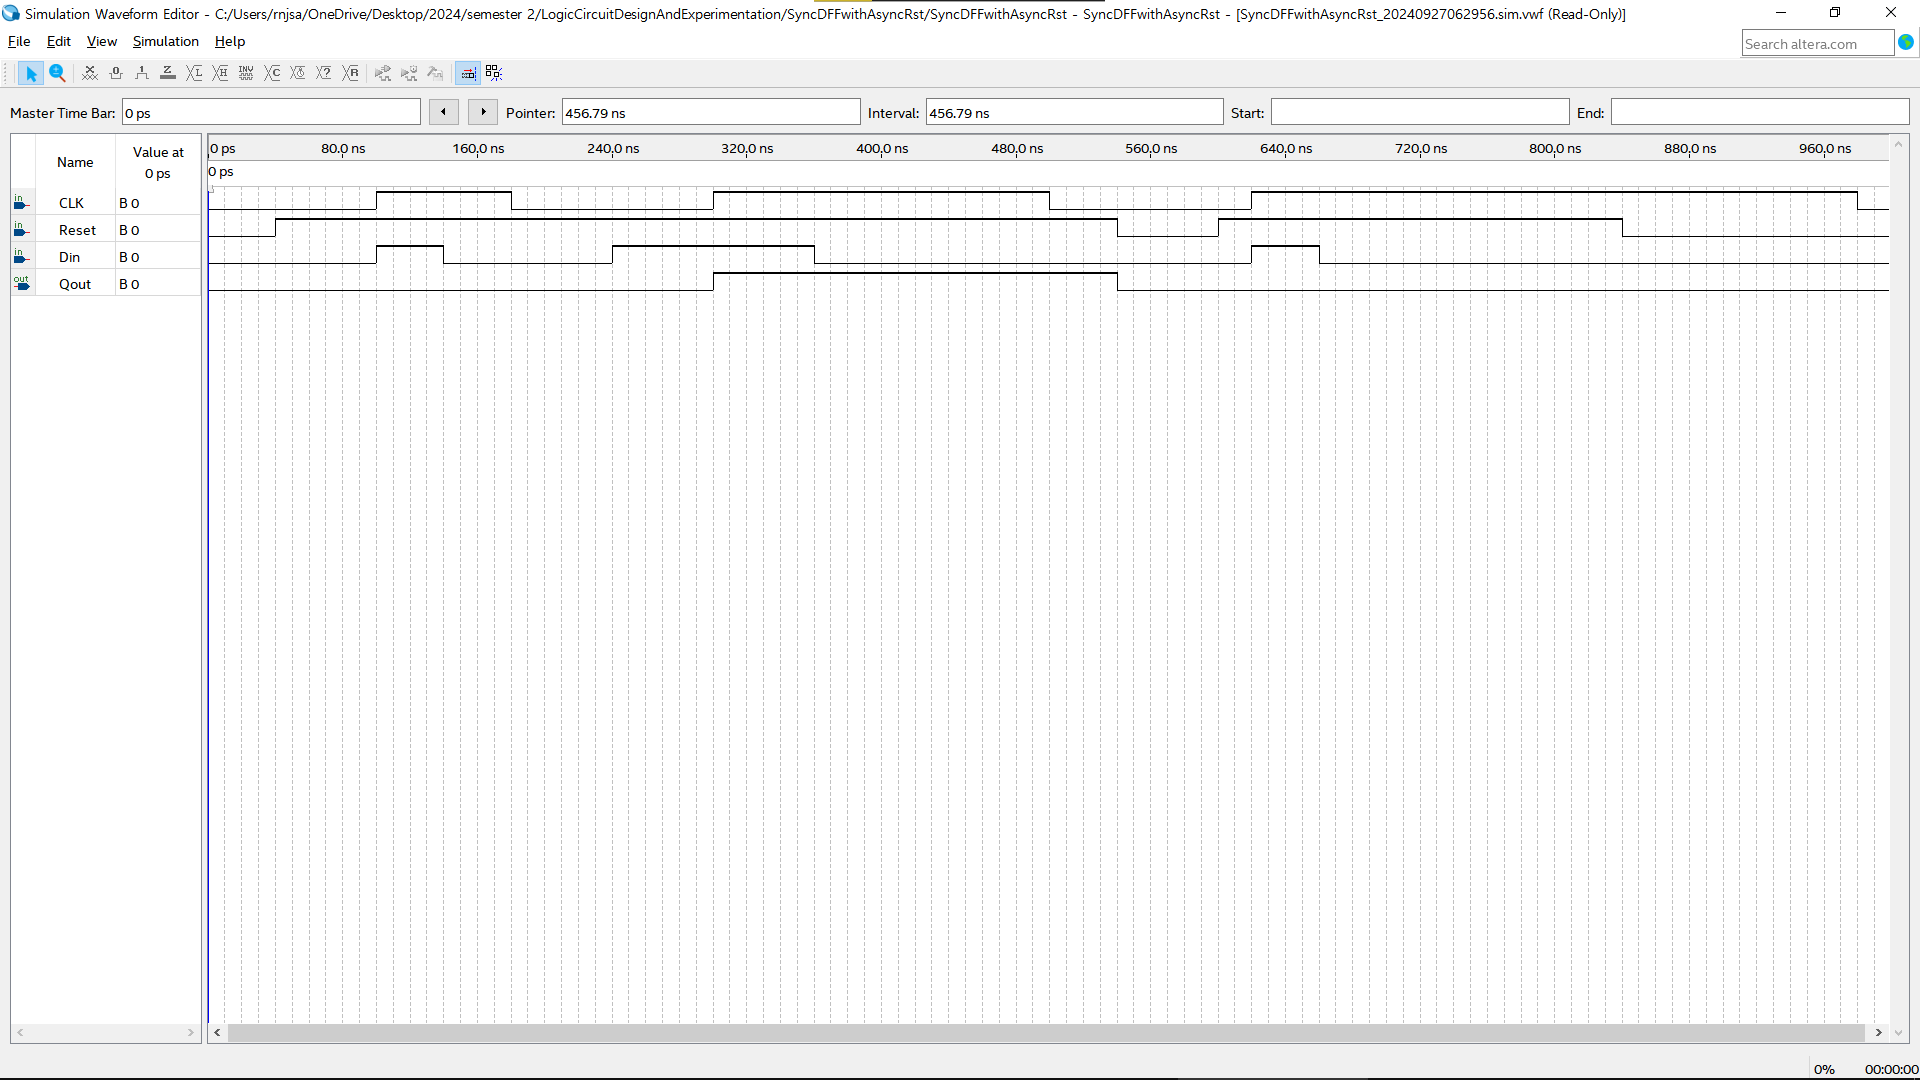 Simulation Waveform Editor - C:/Users/rnjsa/OneDrive/Desktop/2024/semester 2/LogicCircuitDesignAndExperimentation/SyncDFFwithAsyncRst/SyncDFFwithAsyncRst - SyncDFFwithAsyncRst - [SyncDFFwithAsyncRst_20240927062956.sim.vwf (Read-Only)]
File Edit View Simulation Help
Search altera.com
Master Time Bar: 0 ps Pointer: 456.79 ns Interval: 456.79 ns Start: End:
Name Value at 0 ps
0 ps 80.0 ns 160.0 ns 240.0 ns 320.0 ns 400.0 ns 480.0 ns 560.0 ns 640.0 ns 720.0 ns 800.0 ns 880.0 ns 960.0 ns
0 ps
in CLK B 0
in Reset B 0
in Din B 0
out Qout B 0
0% 00:00:00